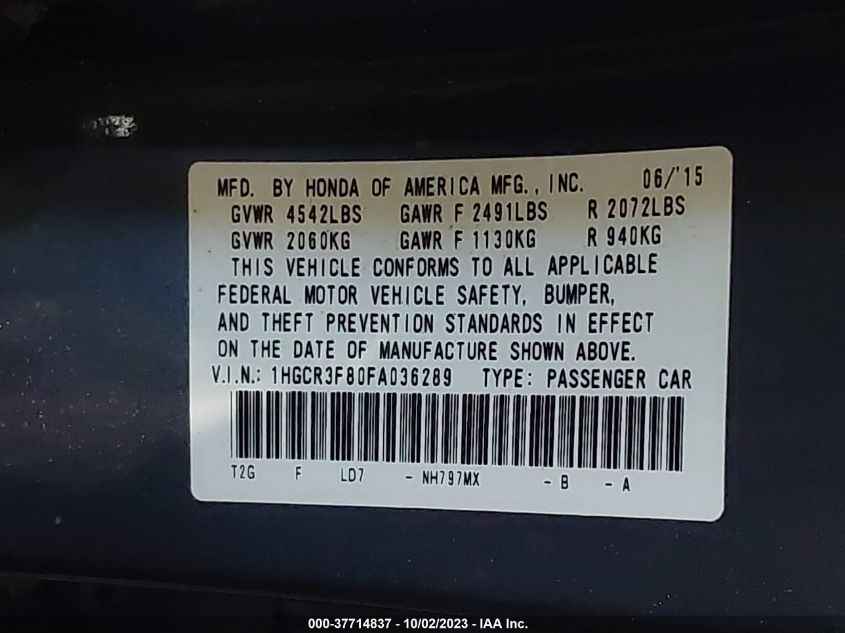 MFD. BY HONDA OF AMERICA MFG., INC. 06/'15
GVWR 4542LBS GAWR F 2491LBS R 2072LBS
GVWR 2060KG GAWR F 1130KG R 940KG
THIS VEHICLE CONFORMS TO ALL APPLICABLE
FEDERAL MOTOR VEHICLE SAFETY, BUMPER,
AND THEFT PREVENTION STANDARDS IN EFFECT
ON THE DATE OF MANUFACTURE SHOWN ABOVE.
V.I.N.: 1HGCR3F80FA036289 TYPE: PASSENGER CAR
T2G F LD7 - NH797MX - B - A
000-37714837 - 10/02/2023 - IAA Inc.